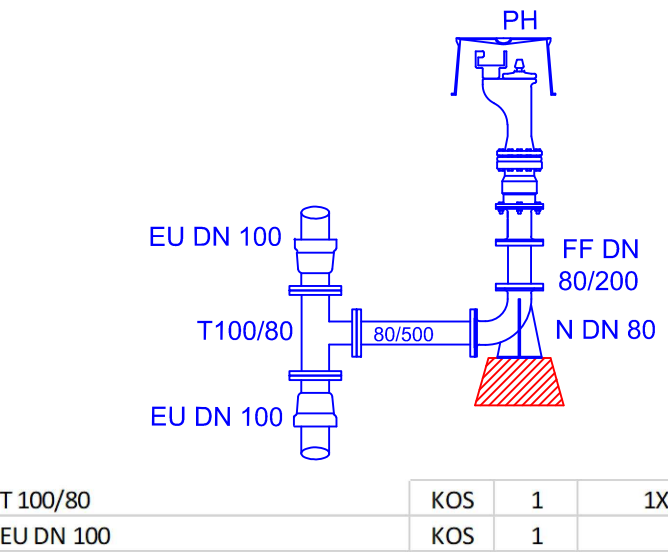 PH
EU DN 100
FF DN
80/200
T100/80
80/500
N DN 80
EU DN 100
T 100/80 KOS 1 1X
EU DN 100 KOS 1